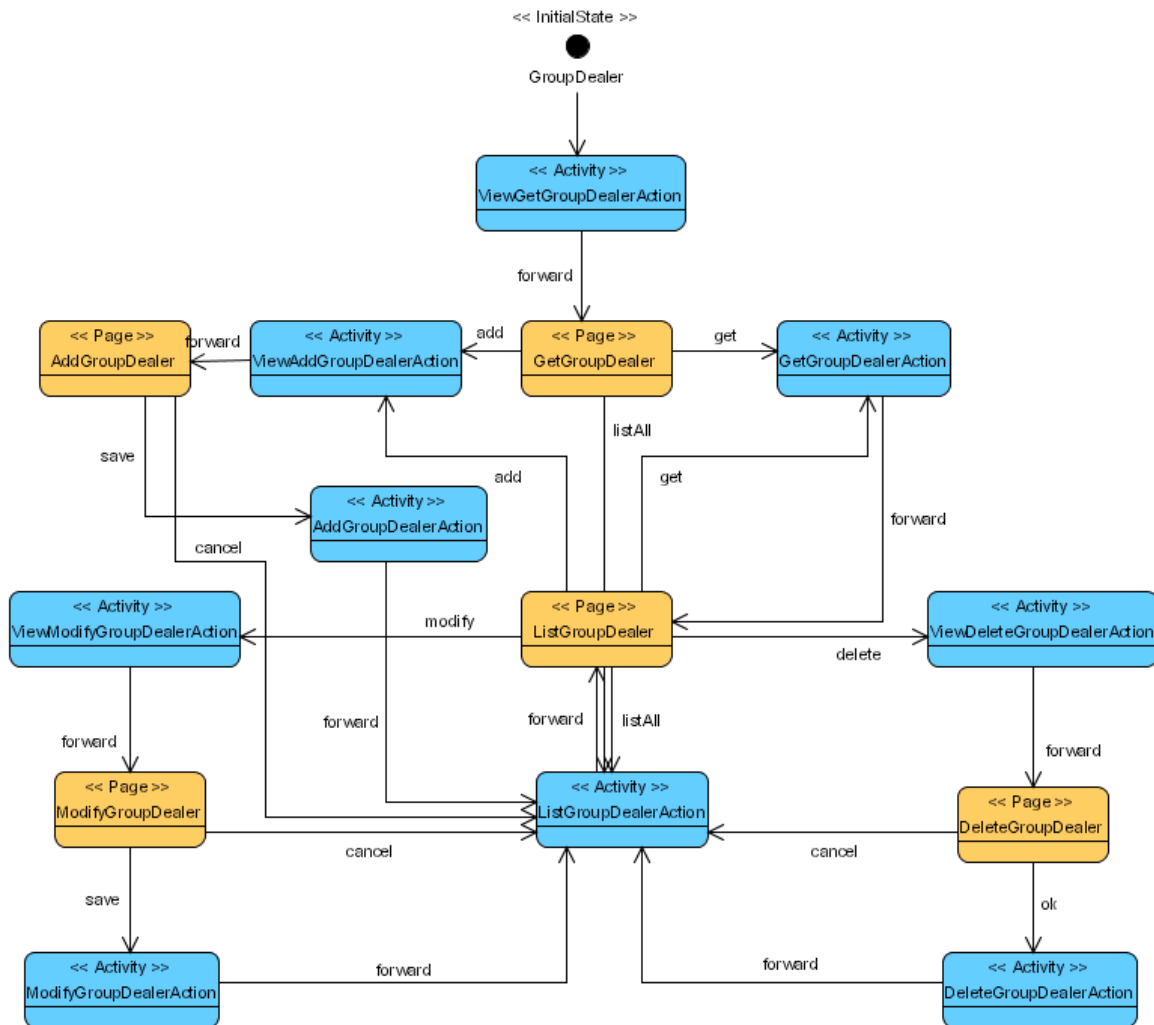 << InitialState >>
GroupDealer
<< Activity >>
ViewGetGroupDealerAction
forward
<< Page >>
AddGroupDealer
forward
<< Activity >>
ViewAddGroupDealerAction
add
<< Page >>
GetGroupDealer
get
<< Activity >>
GetGroupDealerAction
save
listAll
add
get
<< Activity >>
AddGroupDealerAction
forward
cancel
<< Activity >>
ViewModifyGroupDealerAction
modify
<< Page >>
ListGroupDealer
delete
<< Activity >>
ViewDeleteGroupDealerAction
forward
forward
forward
listAll
forward
<< Page >>
ModifyGroupDealer
cancel
<< Activity >>
ListGroupDealerAction
cancel
<< Page >>
DeleteGroupDealer
save
ok
<< Activity >>
ModifyGroupDealerAction
forward
forward
<< Activity >>
DeleteGroupDealerAction